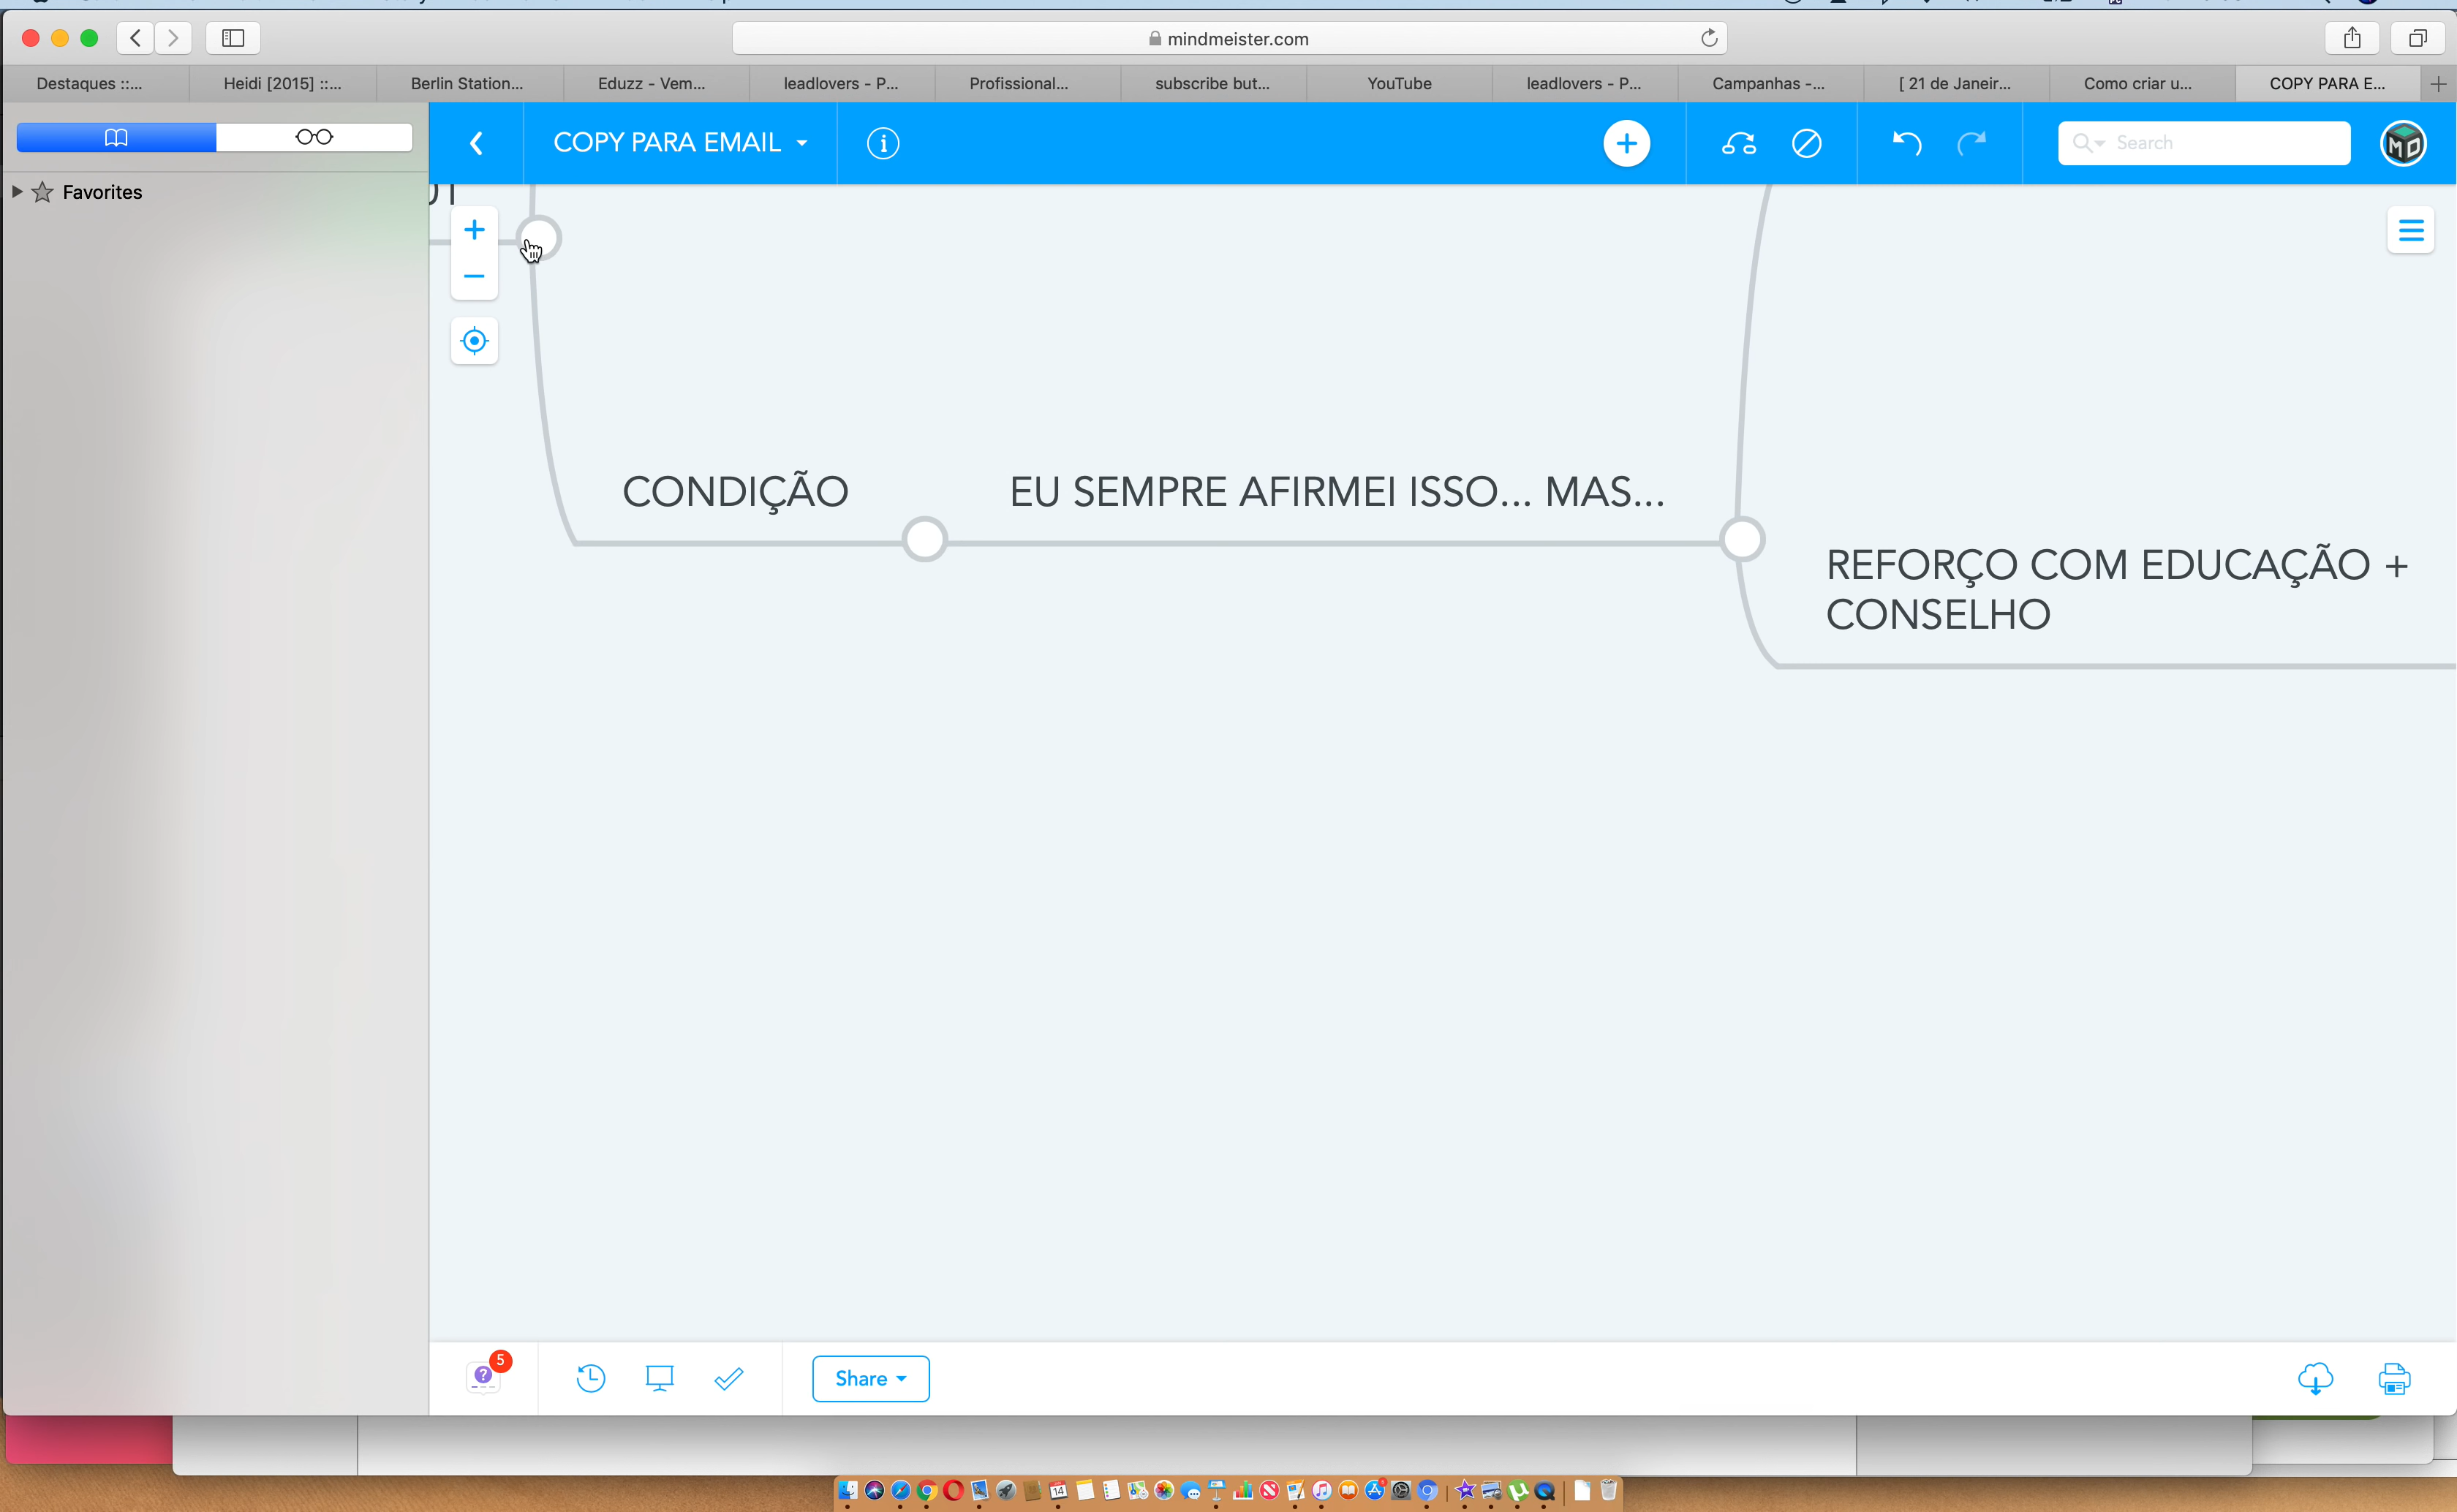 mindmeister.com
Destaques ::...
Heidi [2015] ::...
Berlin Station...
Eduzz - Vem...
leadlovers - P...
Profissional...
subscribe but...
YouTube
leadlovers - P...
Campanhas -...
[ 21 de Janeir...
Como criar u...
COPY PARA E...
COPY PARA EMAIL
Search
MD
Favorites
CONDIÇÃO
EU SEMPRE AFIRMEI ISSO... MAS...
REFORÇO COM EDUCAÇÃO +
CONSELHO
5
Share
14